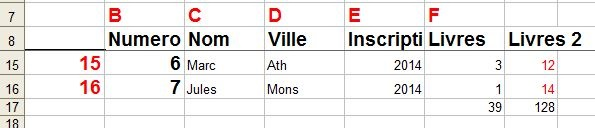 7 B C D E F
8 Numero Nom Ville Inscripti Livres Livres 2
15 15 6 Marc Ath 2014 3 12
16 16 7 Jules Mons 2014 1 14
17 39 128
18